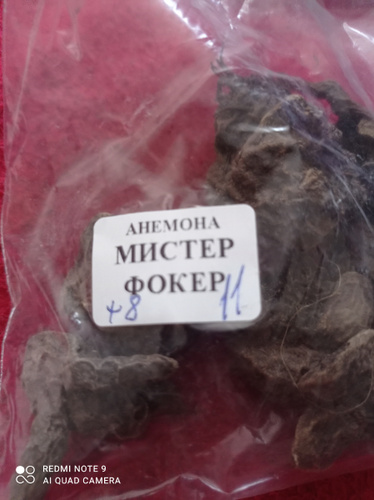 АНЕМОНА
МИСТЕР
ФОКЕР 11
+8
REDMI NOTE 9
AI QUAD CAMERA